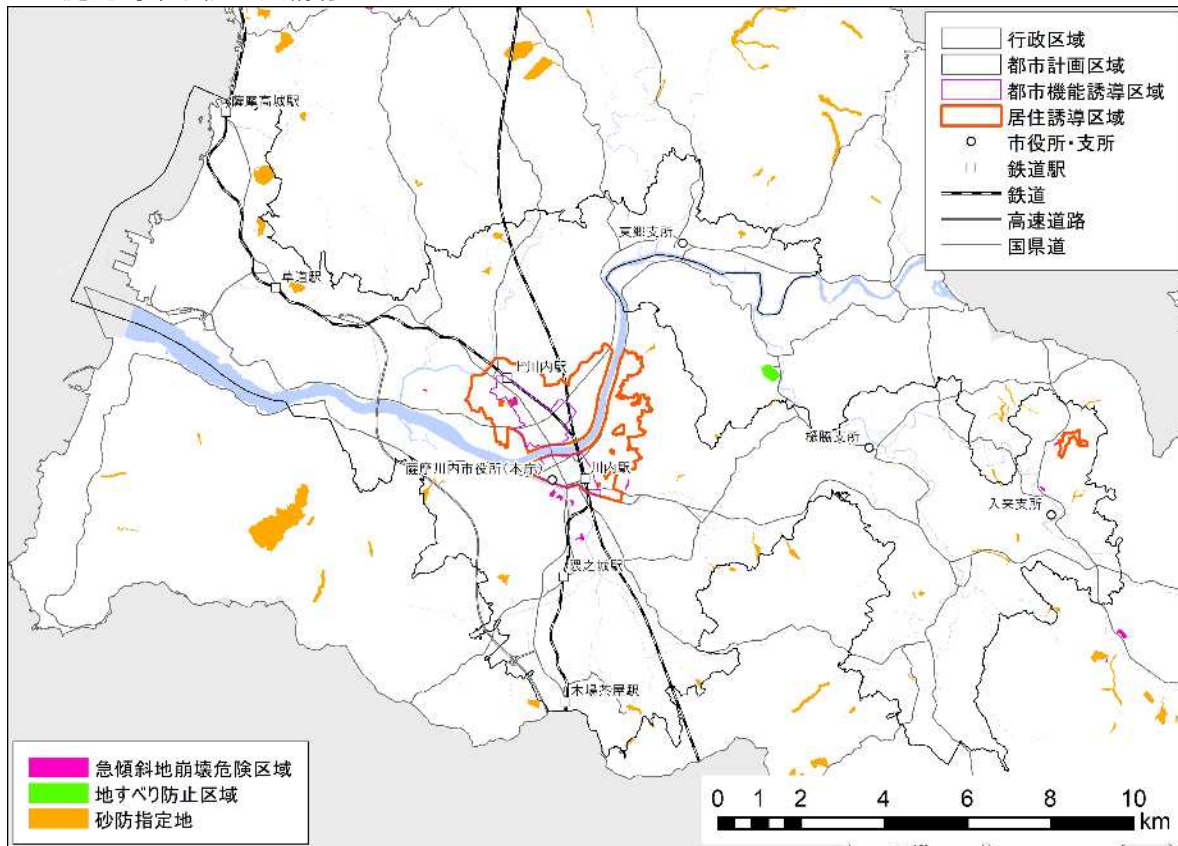 行政区域
都市計画区域
都市機能誘導区域
居住誘導区域
市役所・支所
鉄道駅
鉄道
高速道路
国県道
薩摩高城駅
東郷支所
草道駅
上川内駅
樋脇支所
薩摩川内市役所(本庁)
川内駅
入来支所
隈之城駅
木場茶屋駅
急傾斜地崩壊危険区域
地すべり防止区域
砂防指定地
0 1 2 4 6 8 10
km